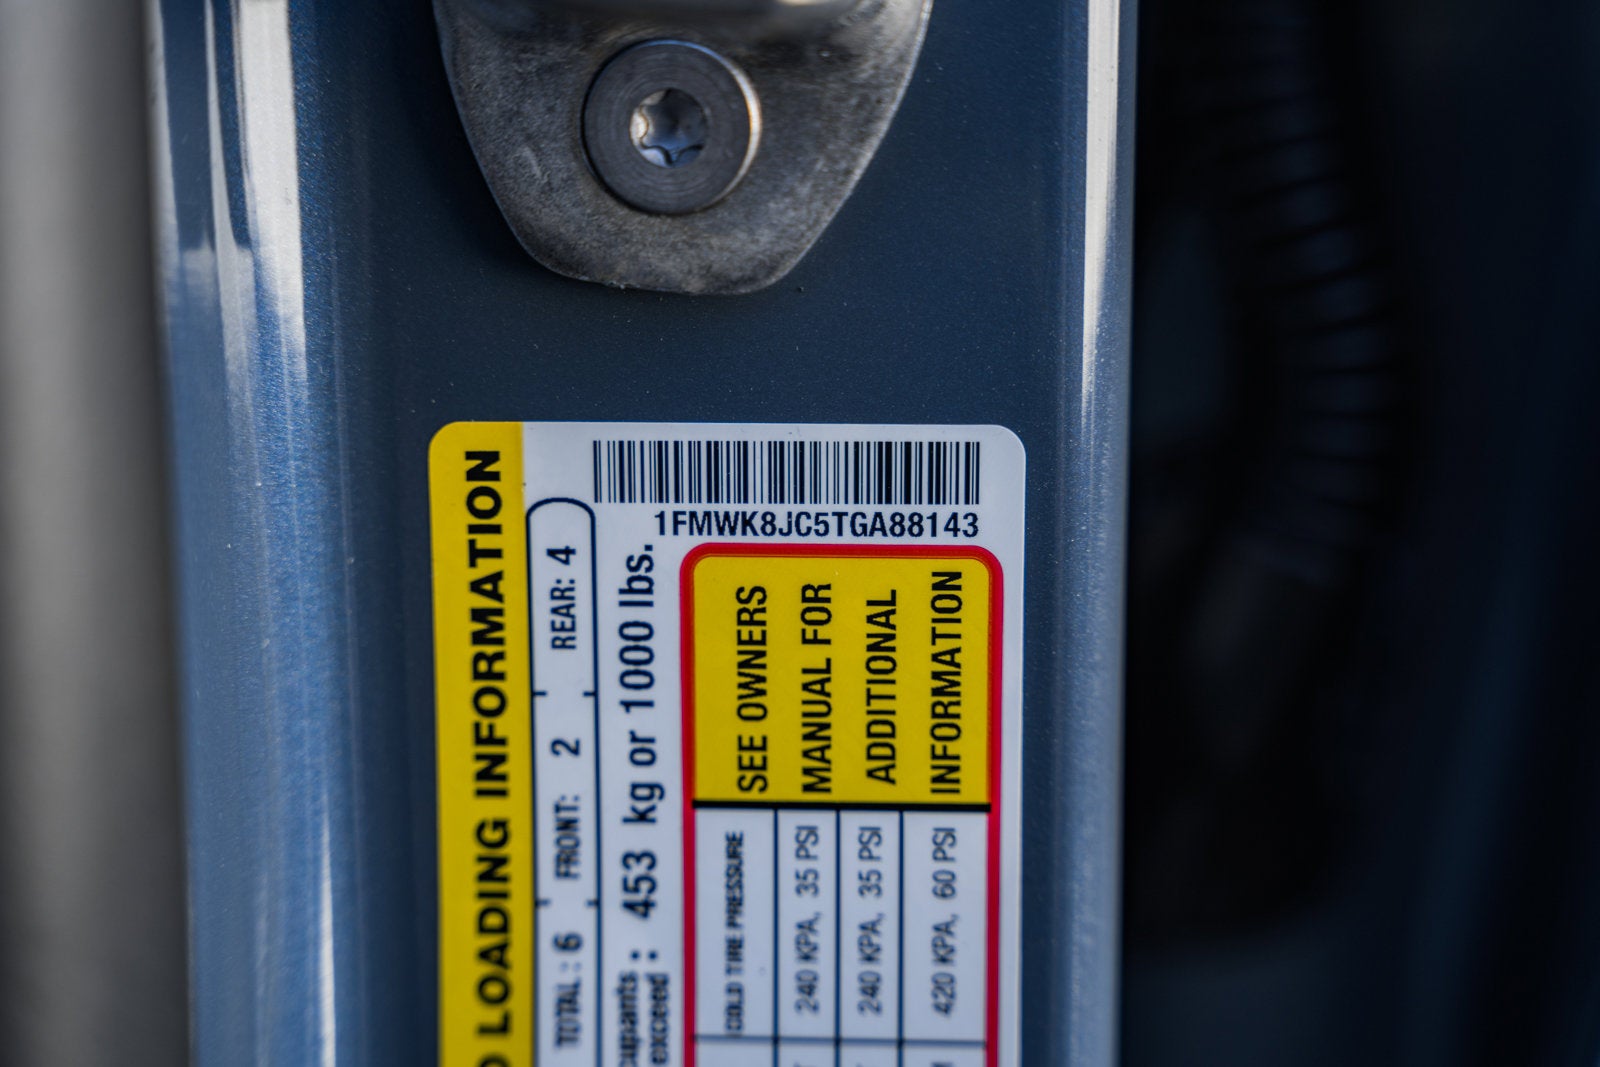 1FMWK8JC5TGA88143
LOADING INFORMATION
TOTAL: 6 FRONT: 2 REAR: 4
exceed: 453 kg or 1000 lbs.
COLD TIRE PRESSURE
240 KPA, 35 PSI
240 KPA, 35 PSI
420 KPA, 60 PSI
SEE OWNERS
MANUAL FOR
ADDITIONAL
INFORMATION